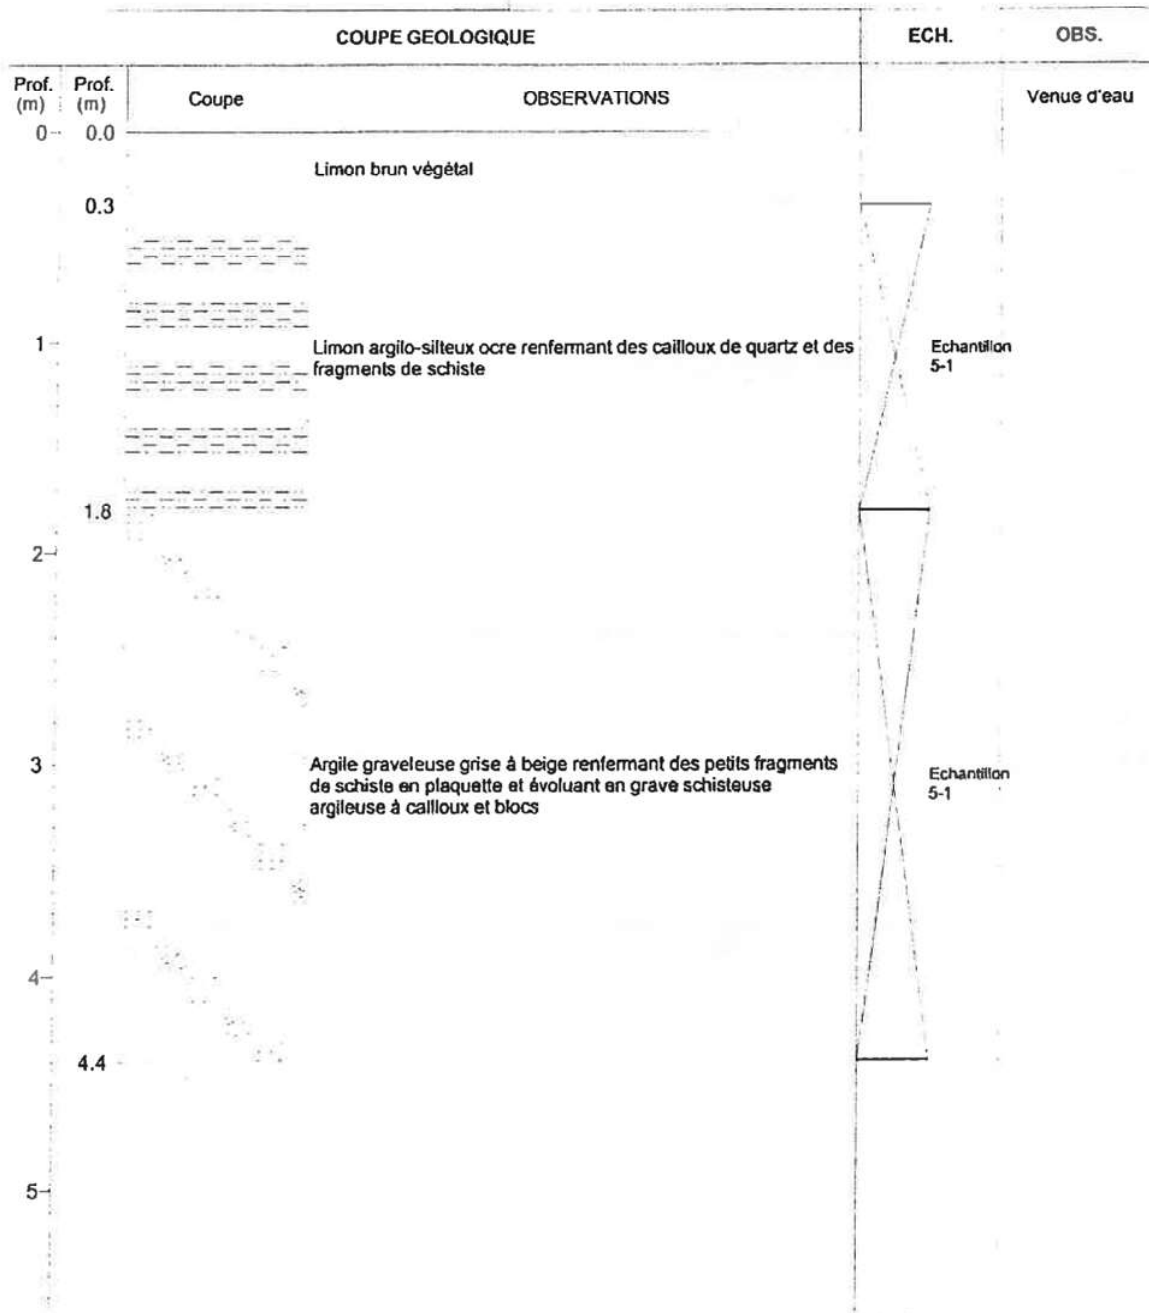 COUPE GEOLOGIQUE ECH. OBS.
Prof. Prof.
(m) (m) Coupe OBSERVATIONS Venue d'eau
0 0.0
Limon brun végétal
0.3
1 Limon argilo-silteux ocre renfermant des cailloux de quartz et des Echantillon
fragments de schiste 5-1
1.8
2
3 Argile graveleuse grise à beige renfermant des petits fragments Echantillon
de schiste en plaquette et évoluant en grave schisteuse 5-1
argileuse à cailloux et blocs
4
4.4
5